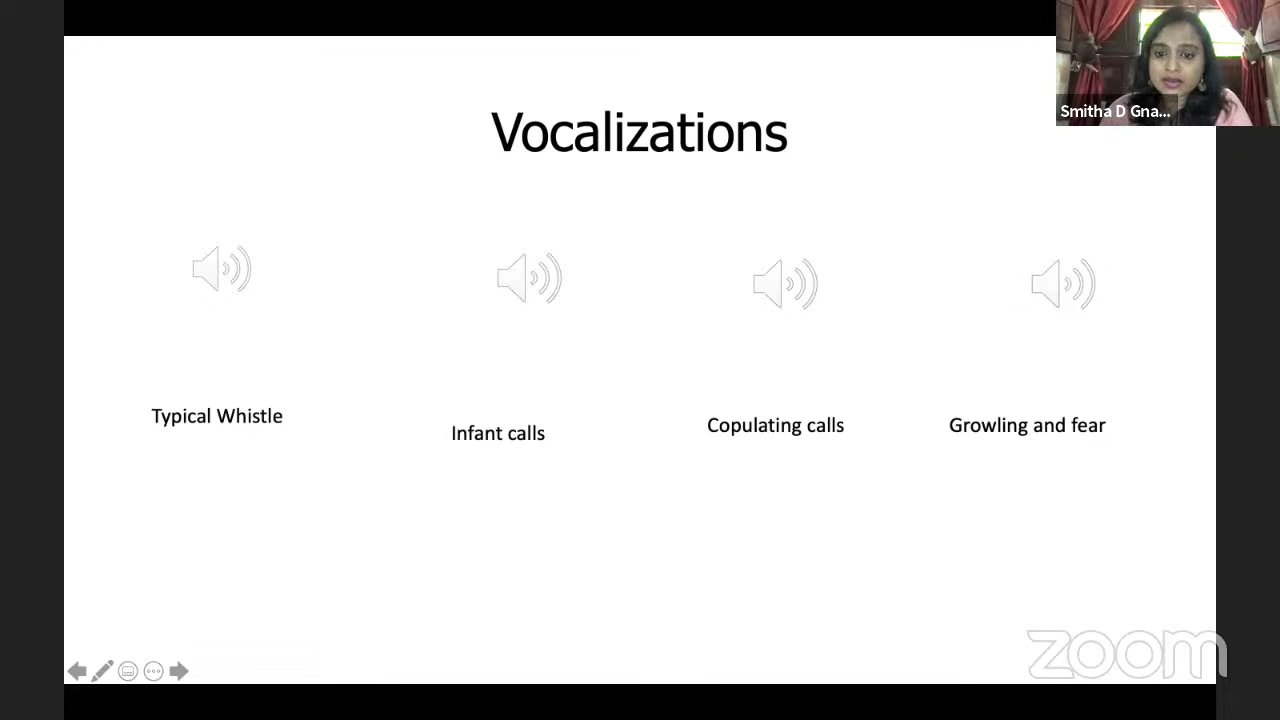 Smitha D Gna...
Vocalizations
Typical Whistle
Infant calls
Copulating calls
Growling and fear
zoom